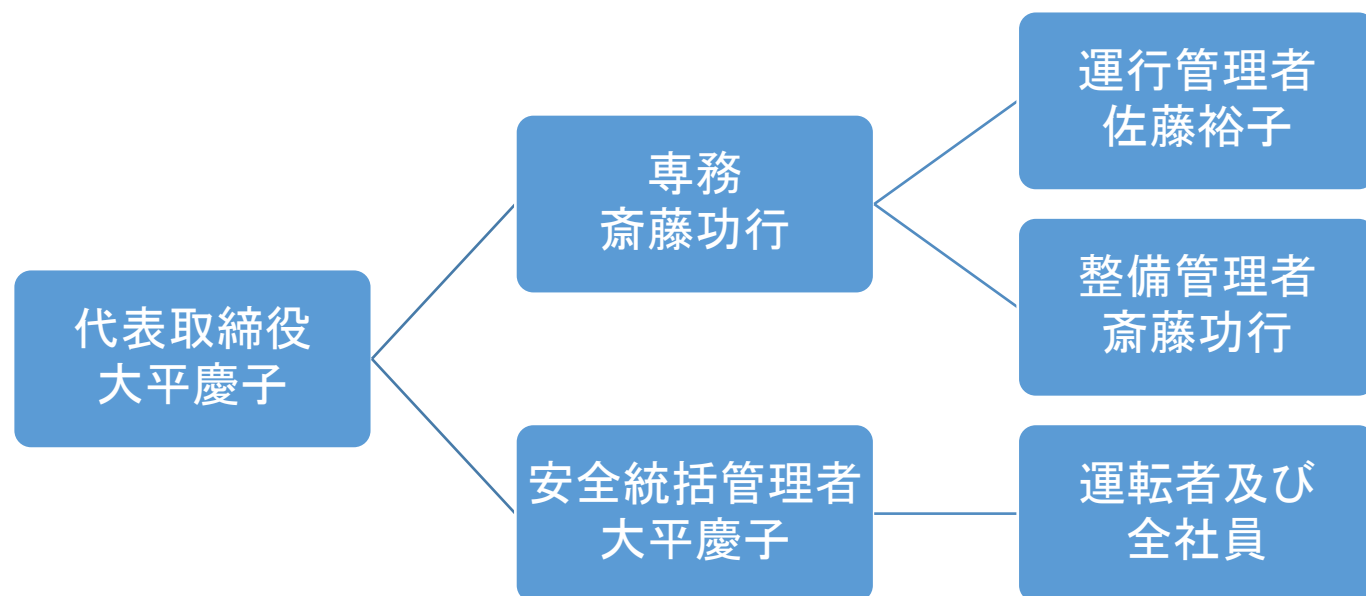 代表取締役
大平慶子
専務
斎藤功行
運行管理者
佐藤裕子
整備管理者
斎藤功行
安全統括管理者
大平慶子
運転者及び
全社員